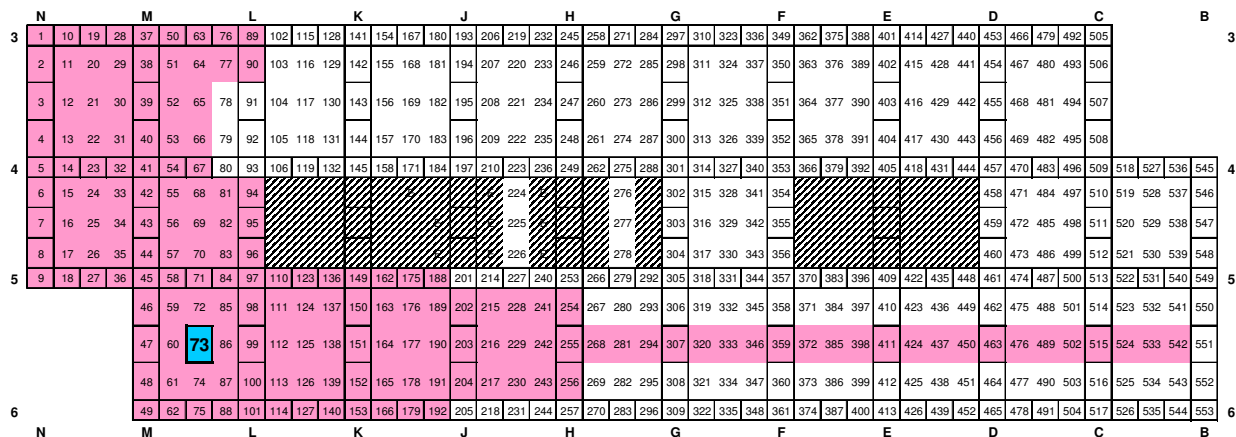 N M L K J H G F E D C B
3 1 10 19 28 37 50 63 76 89 102 115 128 141 154 167 180 193 206 219 232 245 258 271 284 297 310 323 336 349 362 375 388 401 414 427 440 453 466 479 492 505 3
2 11 20 29 38 51 64 77 90 103 116 129 142 155 168 181 194 207 220 233 246 259 272 285 298 311 324 337 350 363 376 389 402 415 428 441 454 467 480 493 506
3 12 21 30 39 52 65 78 91 104 117 130 143 156 169 182 195 208 221 234 247 260 273 286 299 312 325 338 351 364 377 390 403 416 429 442 455 468 481 494 507
4 13 22 31 40 53 66 79 92 105 118 131 144 157 170 183 196 209 222 235 248 261 274 287 300 313 326 339 352 365 378 391 404 417 430 443 456 469 482 495 508
4 5 14 23 32 41 54 67 80 93 106 119 132 145 158 171 184 197 210 223 236 249 262 275 288 301 314 327 340 353 366 379 392 405 418 431 444 457 470 483 496 509 518 527 536 545 4
6 15 24 33 42 55 68 81 94 E E 224 E 276 302 315 328 341 354 458 471 484 497 510 519 528 537 546
7 16 25 34 43 56 69 82 95 E E 225 E 277 303 316 329 342 355 459 472 485 498 511 520 529 538 547
8 17 26 35 44 57 70 83 96 E E 226 E 278 304 317 330 343 356 460 473 486 499 512 521 530 539 548
5 9 18 27 36 45 58 71 84 97 110 123 136 149 162 175 188 201 214 227 240 253 266 279 292 305 318 331 344 357 370 383 396 409 422 435 448 461 474 487 500 513 522 531 540 549 5
46 59 72 85 98 111 124 137 150 163 176 189 202 215 228 241 254 267 280 293 306 319 332 345 358 371 384 397 410 423 436 449 462 475 488 501 514 523 532 541 550
47 60 73 86 99 112 125 138 151 164 177 190 203 216 229 242 255 268 281 294 307 320 333 346 359 372 385 398 411 424 437 450 463 476 489 502 515 524 533 542 551
48 61 74 87 100 113 126 139 152 165 178 191 204 217 230 243 256 269 282 295 308 321 334 347 360 373 386 399 412 425 438 451 464 477 490 503 516 525 534 543 552
6 49 62 75 88 101 114 127 140 153 166 179 192 205 218 231 244 257 270 283 296 309 322 335 348 361 374 387 400 413 426 439 452 465 478 491 504 517 526 535 544 553 6
N M L K J H G F E D C B